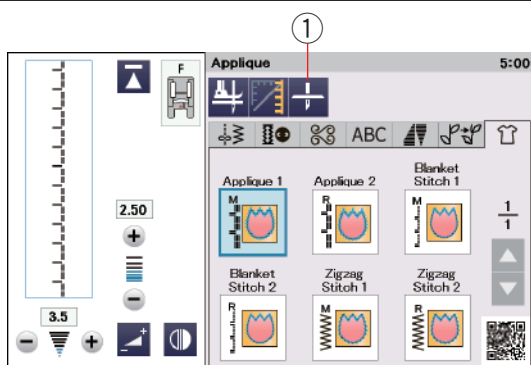 1
F
Applique
5:00
ABC
2.50
3.5
Applique 1
Applique 2
Blanket
Stitch 1
M
R
M
1
1
Blanket
Stitch 2
Zigzag
Stitch 1
Zigzag
Stitch 2
R
M
R